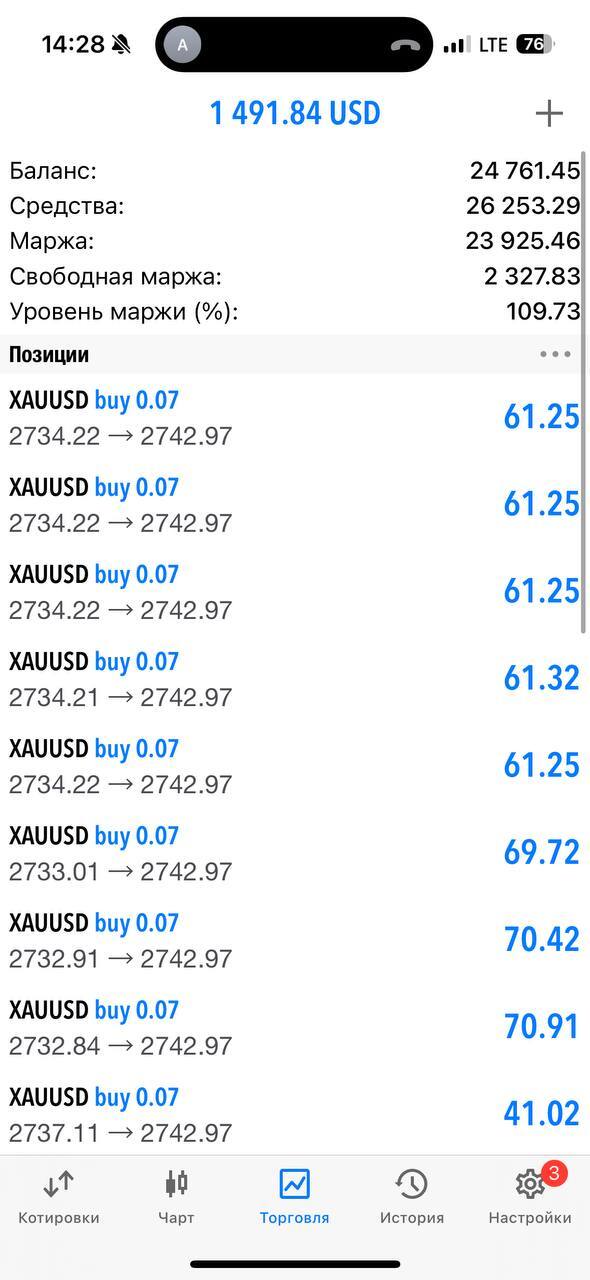 14:28 A LTE 76
1 491.84 USD
Баланс: 24 761.45
Средства: 26 253.29
Маржа: 23 925.46
Свободная маржа: 2 327.83
Уровень маржи (%): 109.73
Позиции
XAUUSD buy 0.07
2734.22 → 2742.97
61.25
XAUUSD buy 0.07
2734.22 → 2742.97
61.25
XAUUSD buy 0.07
2734.22 → 2742.97
61.25
XAUUSD buy 0.07
2734.21 → 2742.97
61.32
XAUUSD buy 0.07
2734.22 → 2742.97
61.25
XAUUSD buy 0.07
2733.01 → 2742.97
69.72
XAUUSD buy 0.07
2732.91 → 2742.97
70.42
XAUUSD buy 0.07
2732.84 → 2742.97
70.91
XAUUSD buy 0.07
2737.11 → 2742.97
41.02
3
Котировки Чарт Торговля История Настройки